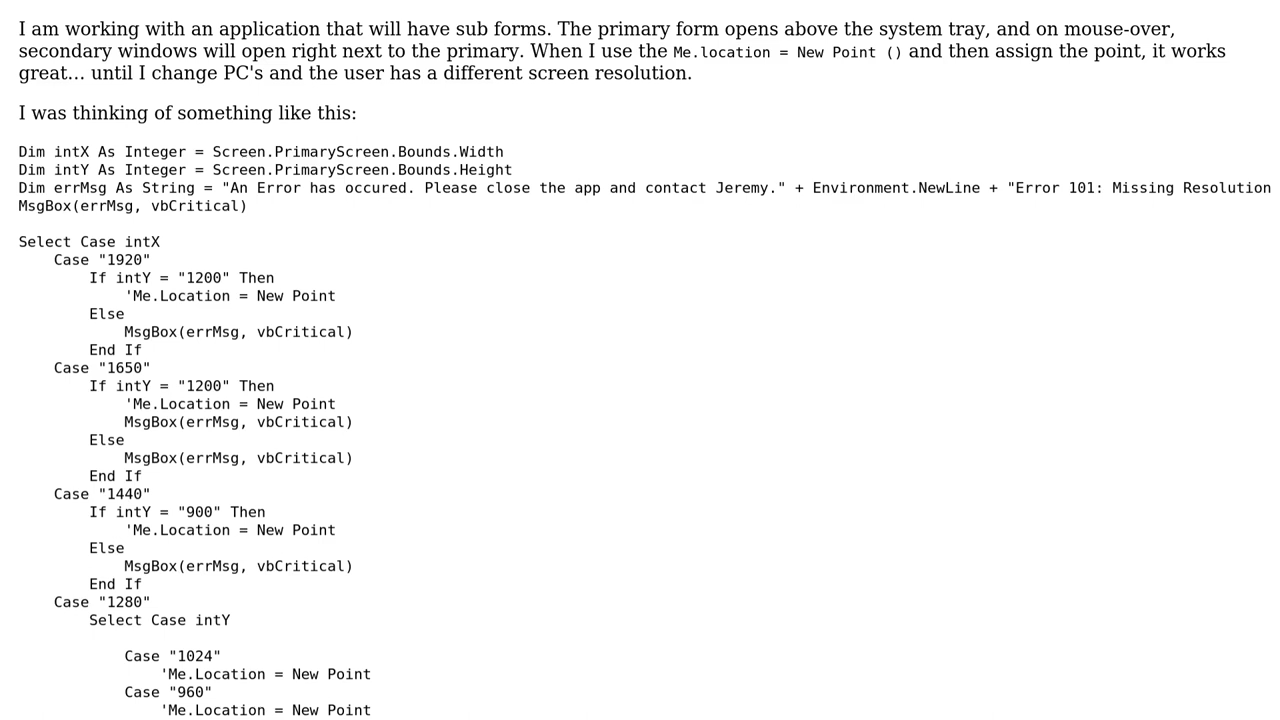 I am working with an application that will have sub forms. The primary form opens above the system tray, and on mouse-over,
secondary windows will open right next to the primary. When I use the Me.location = New Point () and then assign the point, it works
great... until I change PC's and the user has a different screen resolution.
I was thinking of something like this:
Dim intX As Integer = Screen.PrimaryScreen.Bounds.Width
Dim intY As Integer = Screen.PrimaryScreen.Bounds.Height
Dim errMsg As String = "An Error has occured. Please close the app and contact Jeremy." + Environment.NewLine + "Error 101: Missing Resolution
MsgBox(errMsg, vbCritical)
Select Case intX
    Case "1920"
        If intY = "1200" Then
            'Me.Location = New Point
        Else
            MsgBox(errMsg, vbCritical)
        End If
    Case "1650"
        If intY = "1200" Then
            'Me.Location = New Point
            MsgBox(errMsg, vbCritical)
        Else
            MsgBox(errMsg, vbCritical)
        End If
    Case "1440"
        If intY = "900" Then
            'Me.Location = New Point
        Else
            MsgBox(errMsg, vbCritical)
        End If
    Case "1280"
        Select Case intY
            Case "1024"
                'Me.Location = New Point
            Case "960"
                'Me.Location = New Point